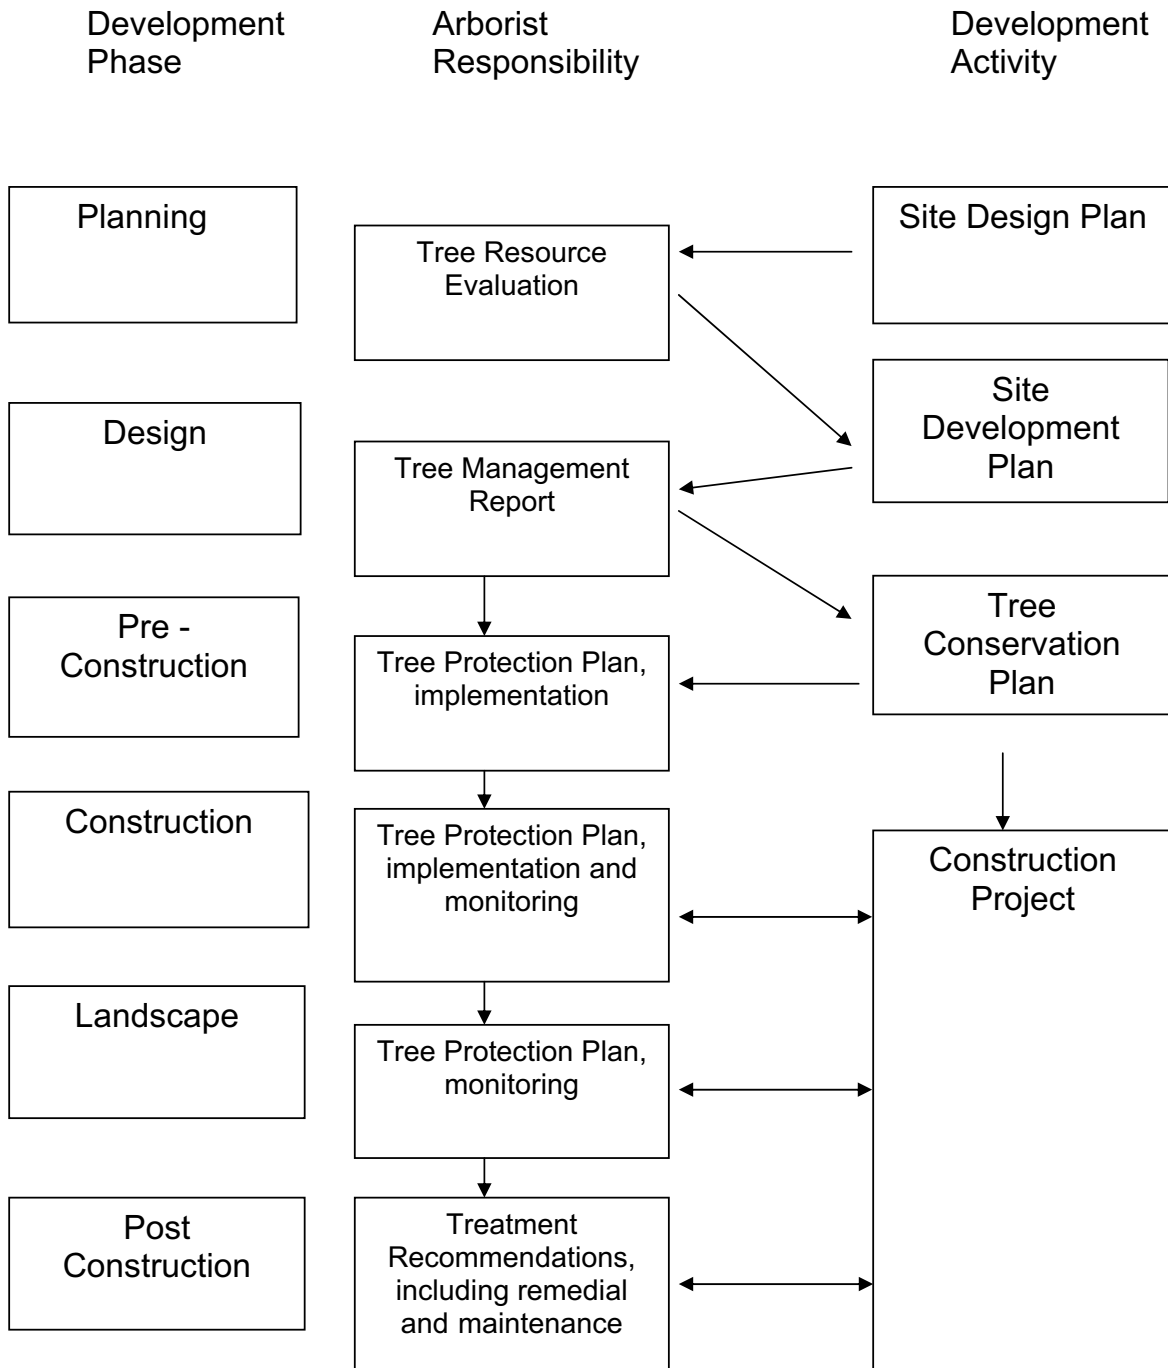 Development
Phase
Arborist
Responsibility
Development
Activity
Planning
Tree Resource
Evaluation
Site Design Plan
Design
Tree Management
Report
Site
Development
Plan
Pre -
Construction
Tree Protection Plan,
implementation
Tree
Conservation
Plan
Construction
Tree Protection Plan,
implementation and
monitoring
Construction
Project
Landscape
Tree Protection Plan,
monitoring
Post
Construction
Treatment
Recommendations,
including remedial
and maintenance